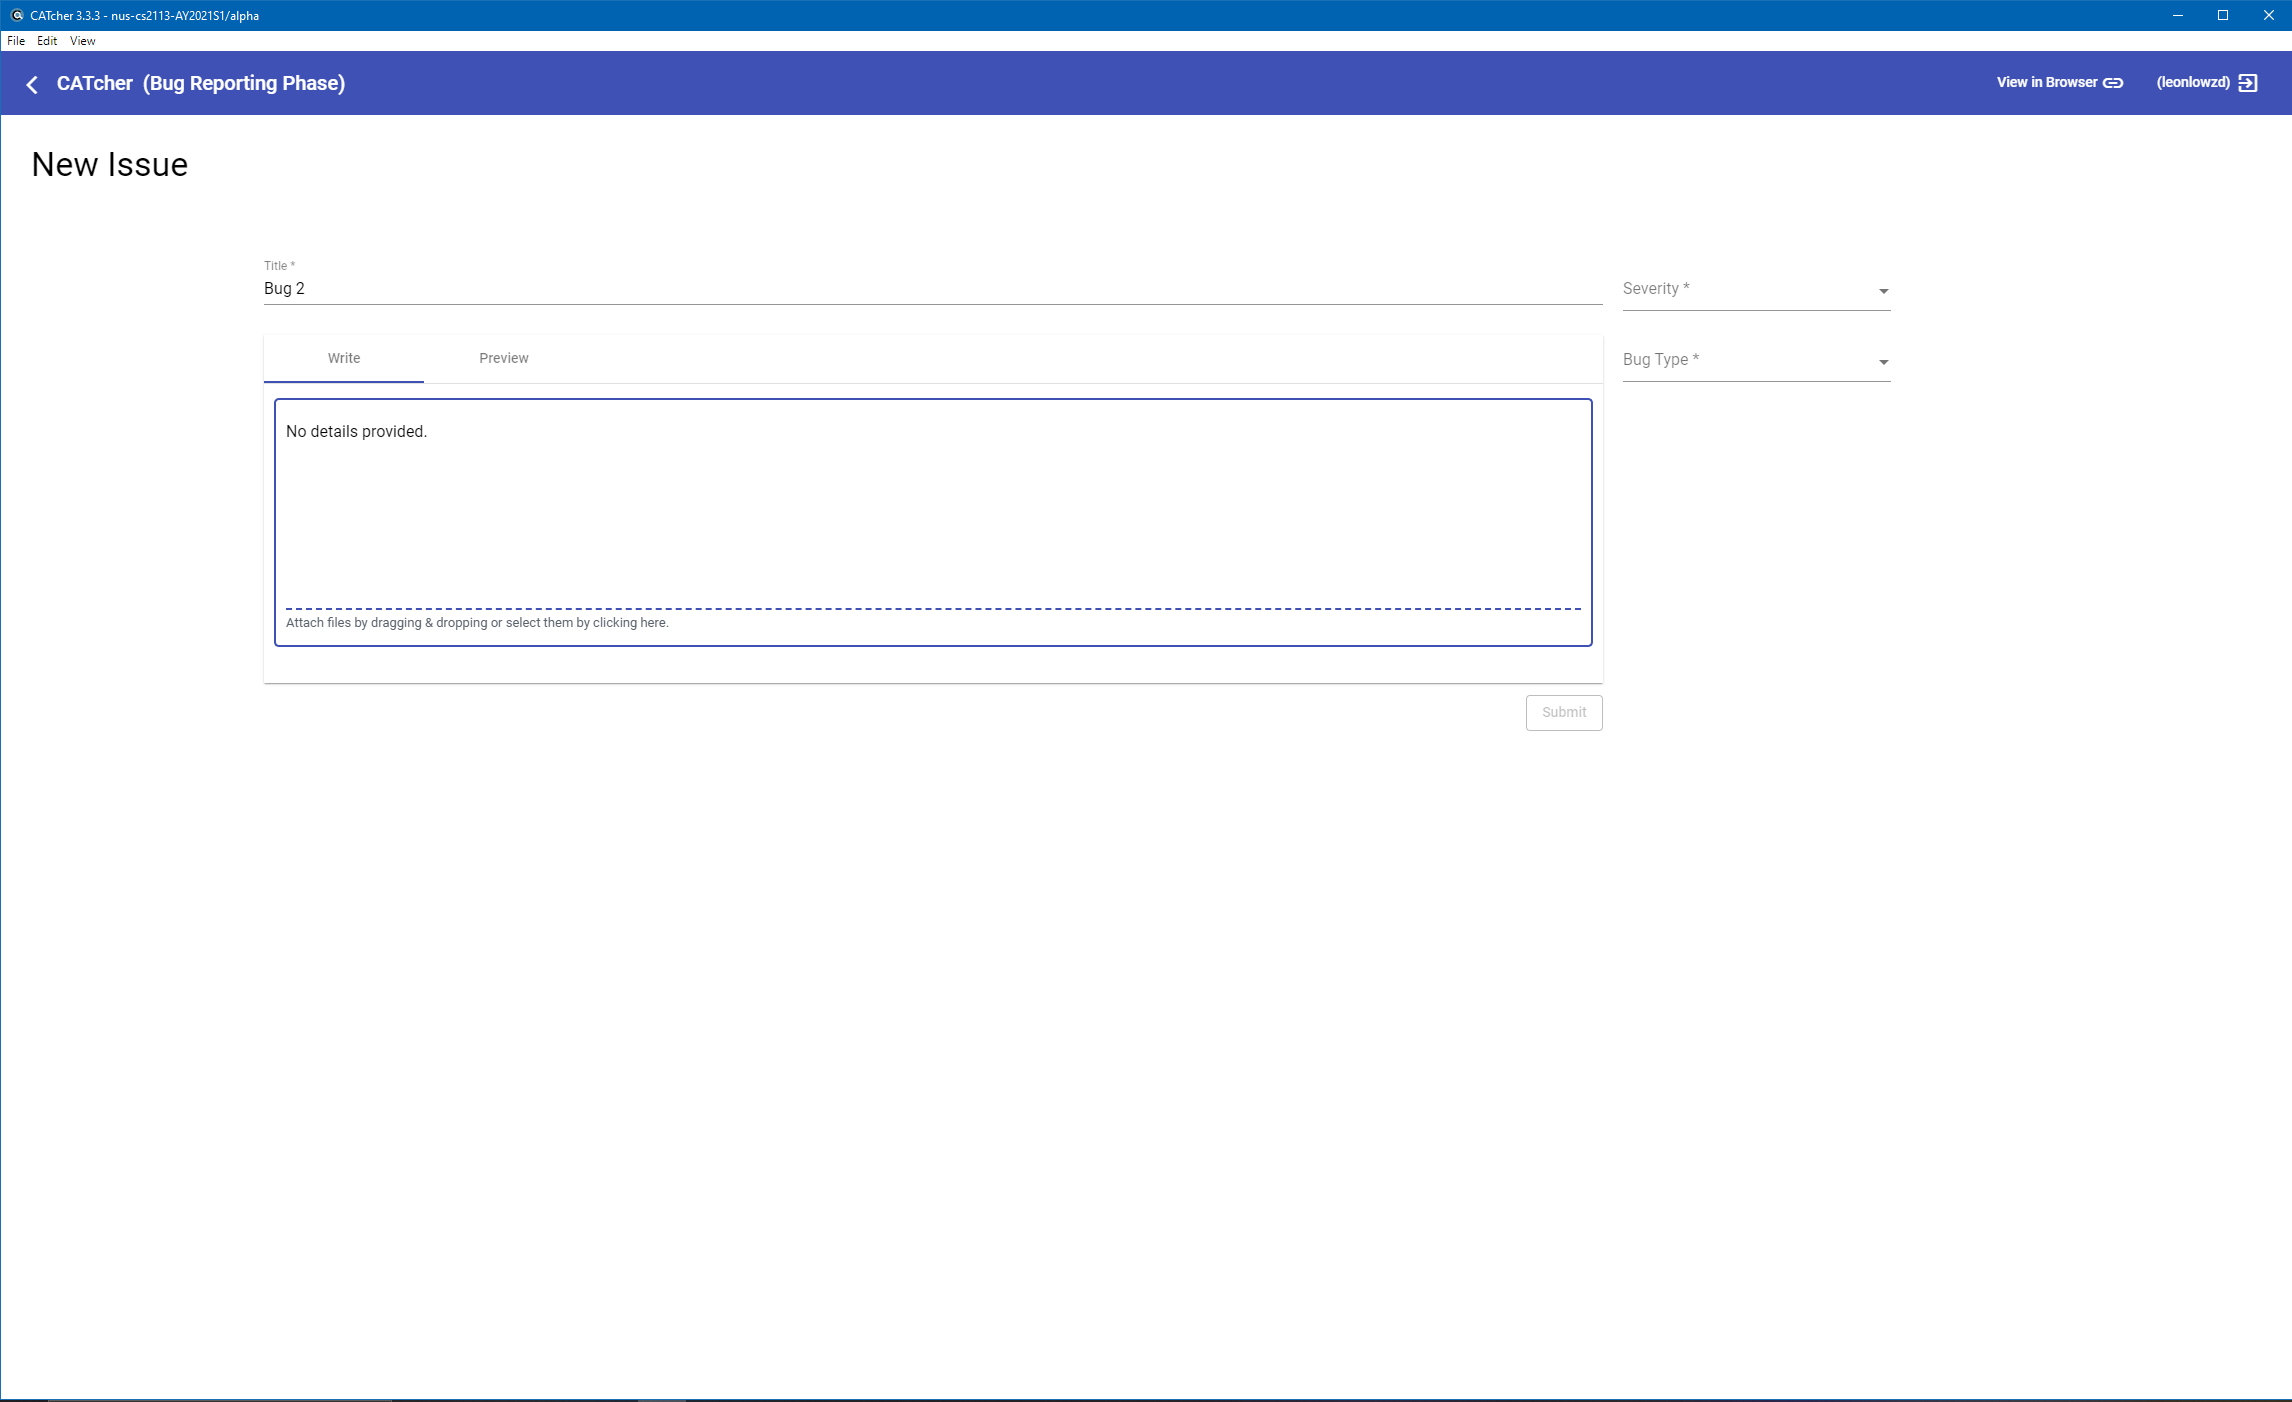 CATcher 3.3.3 - nus-cs2113-AY2021S1/alpha
File Edit View
CATcher (Bug Reporting Phase)
View in Browser
(leonlowzd)
New Issue
Title *
Bug 2
Severity *
Write Preview
Bug Type *
No details provided.
Attach files by dragging & dropping or select them by clicking here.
Submit